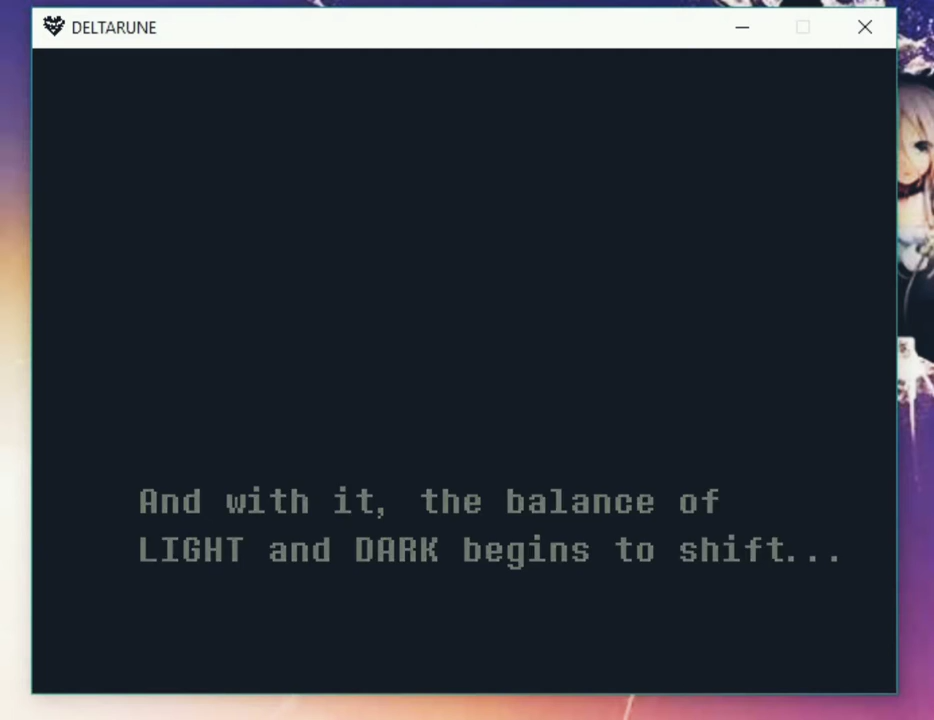 DELTARUNE
And with it, the balance of
LIGHT and DARK begins to shift...